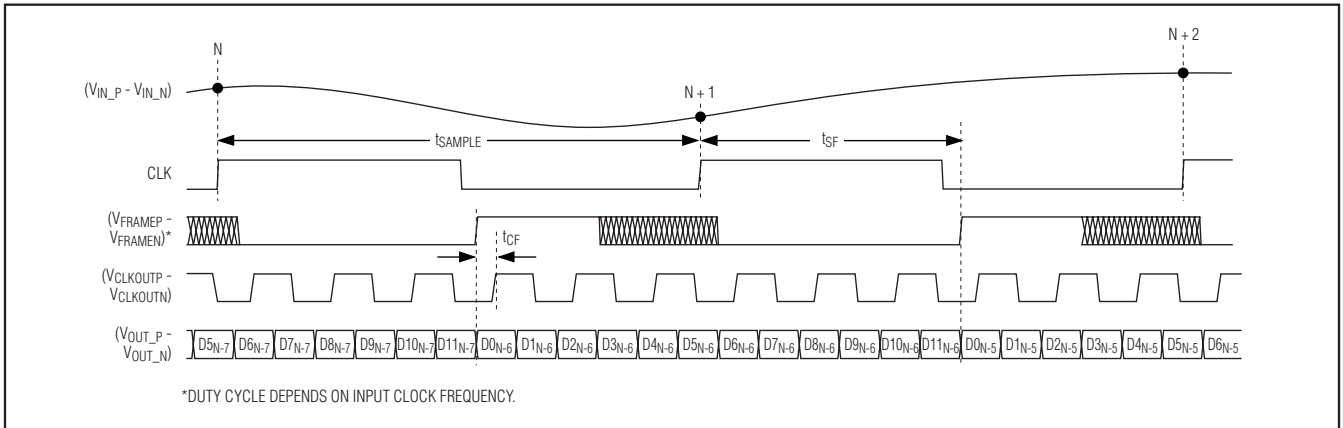 N
N + 1
N + 2
(VIN_P - VIN_N)
tSAMPLE
tSF
CLK
(VFRAMEP -
VFRAMEN)*
tCF
(VCLKOUTP -
VCLKOUTN)
(VOUT_P -
VOUT_N)
D5N-7 D6N-7 D7N-7 D8N-7 D9N-7 D10N-7 D11N-7 D0N-6 D1N-6 D2N-6 D3N-6 D4N-6 D5N-6 D6N-6 D7N-6 D8N-6 D9N-6 D10N-6 D11N-6 D0N-5 D1N-5 D2N-5 D3N-5 D4N-5 D5N-5 D6N-5
*DUTY CYCLE DEPENDS ON INPUT CLOCK FREQUENCY.